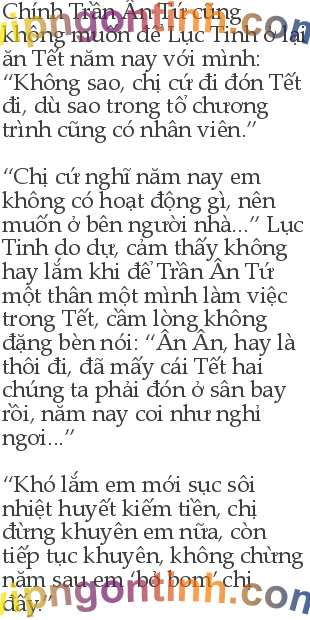 Chính Trần Ân Tứ cũng
không muốn để Lục Tinh ở lại
ăn Tết năm nay với mình:
“Không sao, chị cứ đi đón Tết
đi, dù sao trong tổ chương
trình cũng có nhân viên.”
“Chị cứ nghĩ năm nay em
không có hoạt động gì, nên
muốn ở bên người nhà...” Lục
Tinh do dự, cảm thấy không
hay lắm khi để Trần Ân Tứ
một thân một mình làm việc
trong Tết, cầm lòng không
đặng bèn nói: “Ân Ân, hay là
thôi đi, đã mấy cái Tết hai
chúng ta phải đón ở sân bay
rồi, năm nay coi như nghỉ
ngơi...”
“Khó lắm em mới sục sôi
nhiệt huyết kiếm tiền, chị
đừng khuyên em nữa, còn
tiếp tục khuyên, không chừng
năm sau em ‘bỏ bom’ chị
đấy.”
vipngontinh.com
vipngontinh.com